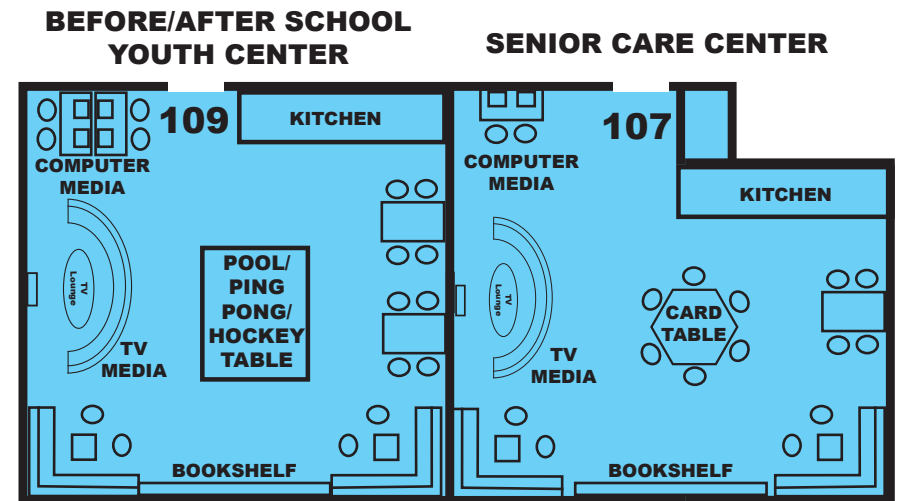 BEFORE/AFTER SCHOOL
YOUTH CENTER
SENIOR CARE CENTER
109
KITCHEN
COMPUTER
MEDIA
TV
Lounge
POOL/
PING
PONG/
HOCKEY
TABLE
TV
MEDIA
BOOKSHELF
107
COMPUTER
MEDIA
KITCHEN
TV
Lounge
CARD
TABLE
TV
MEDIA
BOOKSHELF